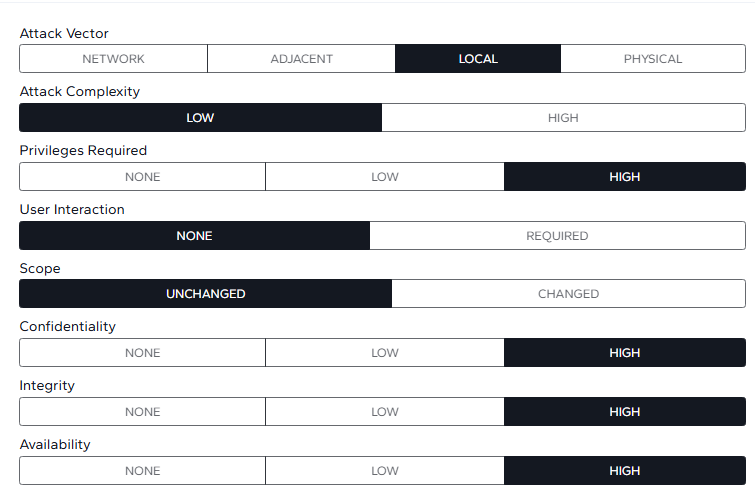 Attack Vector
NETWORK ADJACENT LOCAL PHYSICAL
Attack Complexity
LOW HIGH
Privileges Required
NONE LOW HIGH
User Interaction
NONE REQUIRED
Scope
UNCHANGED CHANGED
Confidentiality
NONE LOW HIGH
Integrity
NONE LOW HIGH
Availability
NONE LOW HIGH